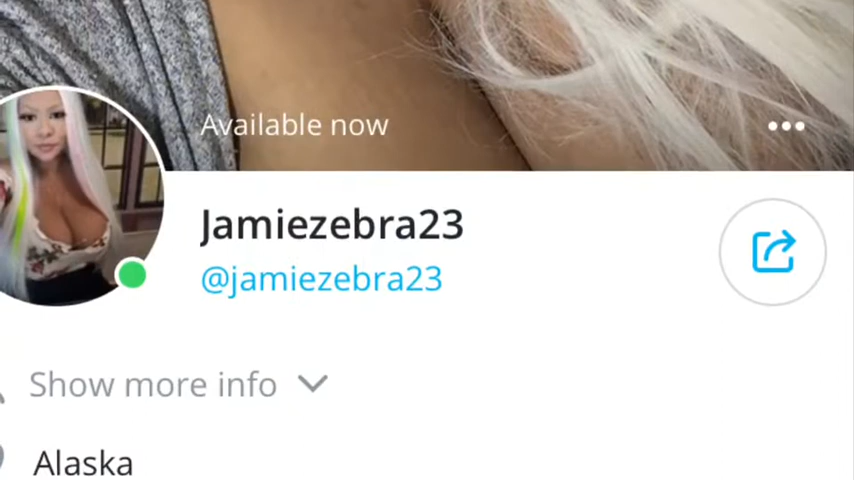 Available now
Jamiezebra23
@jamiezebra23
Show more info
Alaska